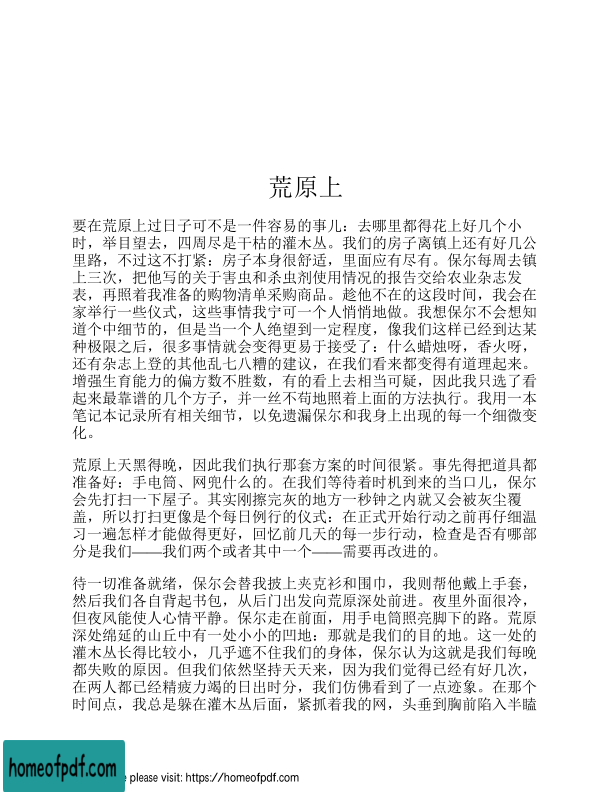 荒原上
要在荒原上过日子可不是一件容易的事儿：去哪里都得花上好几个小
时，举目望去，四周尽是干枯的灌木丛。我们的房子离镇上还有好几公
里路，不过这不打紧：房子本身很舒适，里面应有尽有。保尔每周去镇
上三次，把他写的关于害虫和杀虫剂使用情况的报告交给农业杂志发
表，再照着我准备的购物清单采购商品。趁他不在的这段时间，我会在
家举行一些仪式，这些事情我宁可一个人悄悄地做。我想保尔不会想知
道个中细节的，但是当一个人绝望到一定程度，像我们这样已经到达某
种极限之后，很多事情就会变得更易于接受了：什么蜡烛呀，香火呀，
还有杂志上登的其他乱七八糟的建议，在我们看来都变得有道理起来。
增强生育能力的偏方数不胜数，有的看上去相当可疑，因此我只选了看
起来最靠谱的几个方子，并一丝不苟地照着上面的方法执行。我用一本
笔记本记录所有相关细节，以免遗漏保尔和我身上出现的每一个细微变
化。
荒原上天黑得晚，因此我们执行那套方案的时间很紧。事先得把道具都
准备好：手电筒、网兜什么的。在我们等待着时机到来的当口儿，保尔
会先打扫一下屋子。其实刚擦完灰的地方一秒钟之内就又会被灰尘覆
盖，所以打扫更像是个每日例行的仪式：在正式开始行动之前再仔细温
习一遍怎样才能做得更好，回忆前几天的每一步行动，检查是否有哪部
分是我们——我们两个或者其中一个——需要再改进的。
待一切准备就绪，保尔会替我披上夹克衫和围巾，我则帮他戴上手套，
然后我们各自背起书包，从后门出发向荒原深处前进。夜里外面很冷，
但夜风能使人心情平静。保尔走在前面，用手电筒照亮脚下的路。荒原
深处绵延的山丘中有一处小小的凹地：那就是我们的目的地。这一处的
灌木丛长得比较小，几乎遮不住我们的身体，保尔认为这就是我们每晚
都失败的原因。但我们依然坚持天天来，因为我们觉得已经有好几次，
在两人都已经精疲力竭的日出时分，我们仿佛看到了一点迹象。在那个
时间点，我总是躲在灌木丛后面，紧抓着我的网，头垂到胸前陷入半瞌
homeofpdf.com
e please visit: https://homeofpdf.com